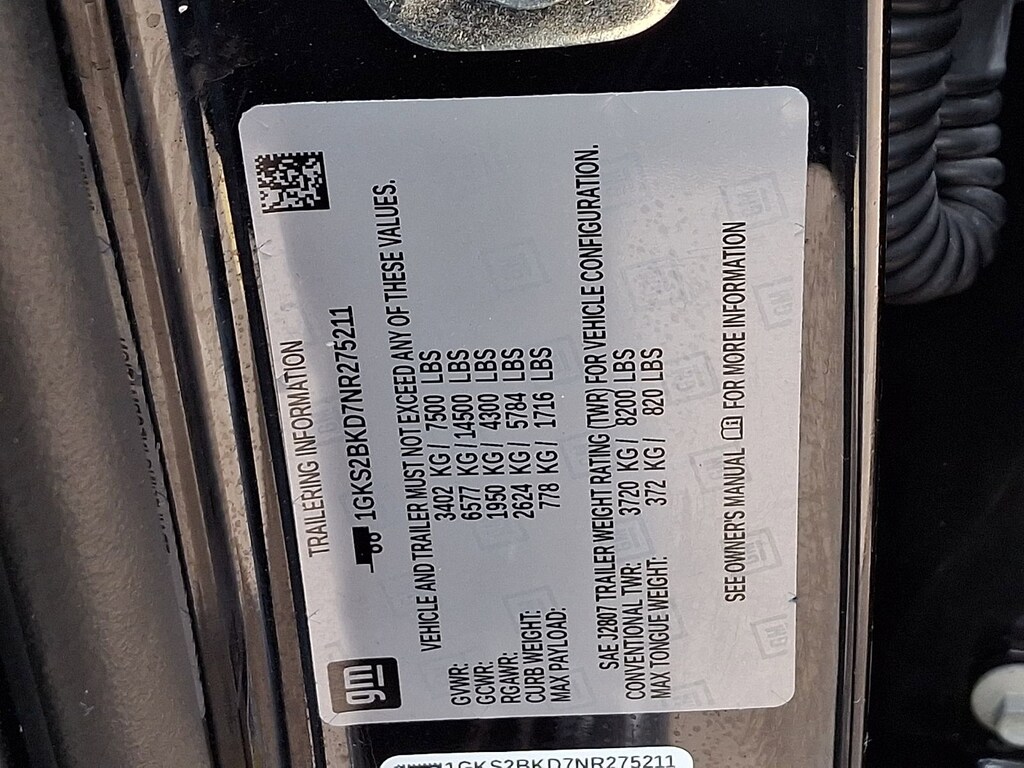 TRAILERING INFORMATION
gm
1GKS2BKD7NR275211
VEHICLE AND TRAILER MUST NOT EXCEED ANY OF THESE VALUES.
GVWR: 3402 KG / 7500 LBS
GCWR: 6577 KG / 14500 LBS
RGAWR: 1950 KG / 4300 LBS
CURB WEIGHT: 2624 KG / 5784 LBS
MAX PAYLOAD: 778 KG / 1716 LBS
SAE J2807 TRAILER WEIGHT RATING (TWR) FOR VEHICLE CONFIGURATION.
CONVENTIONAL TWR: 3720 KG / 8200 LBS
MAX TONGUE WEIGHT: 372 KG / 820 LBS
SEE OWNER'S MANUAL FOR MORE INFORMATION
1GKS2BKD7NR275211